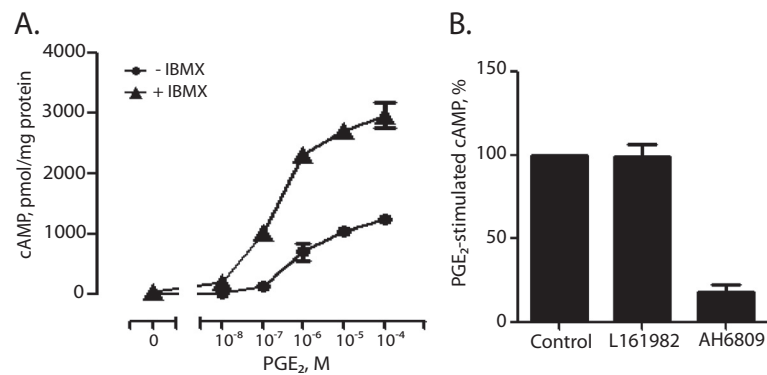 A.
cAMP, pmol/mg protein
4000
3000
2000
1000
0
- IBMX
+ IBMX
0 10⁻⁸ 10⁻⁷ 10⁻⁶ 10⁻⁵ 10⁻⁴
PGE₂, M
B.
PGE₂-stimulated cAMP, %
150
100
50
0
Control L161982 AH6809